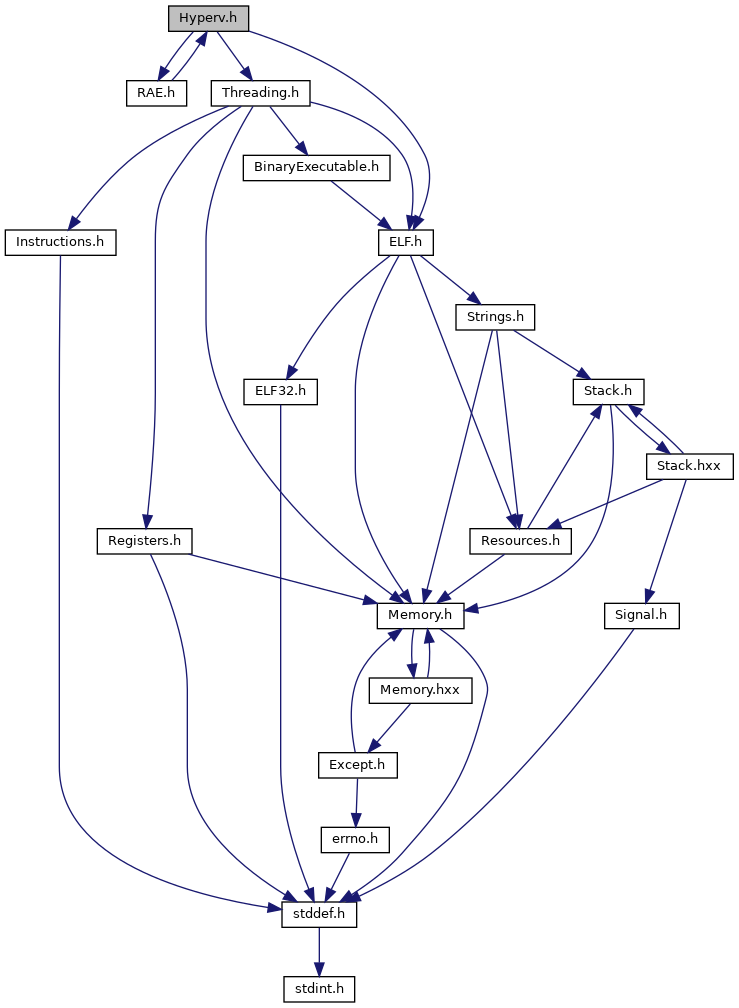 Hyperv.h
RAE.h
Threading.h
BinaryExecutable.h
Instructions.h
ELF.h
Strings.h
ELF32.h
Stack.h
Stack.hxx
Registers.h
Resources.h
Memory.h
Signal.h
Memory.hxx
Except.h
errno.h
stddef.h
stdint.h